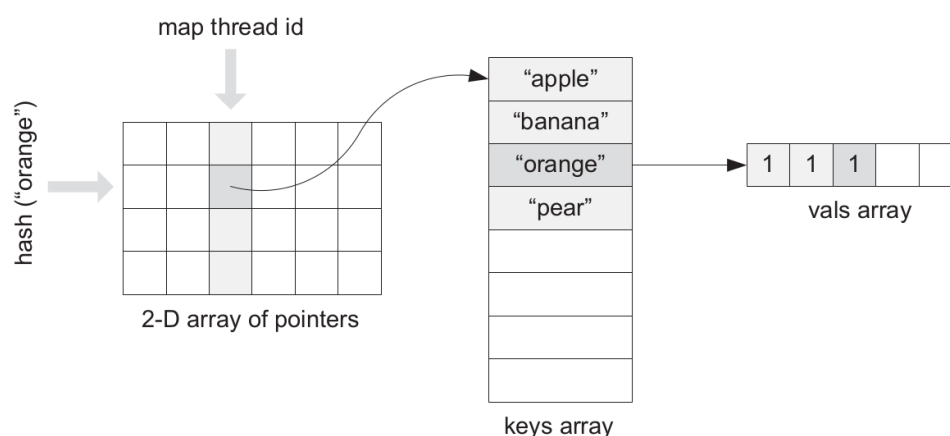 map thread id
hash (“orange”)
2-D array of pointers
“apple”
“banana”
“orange”
“pear”
keys array
1 1 1
vals array